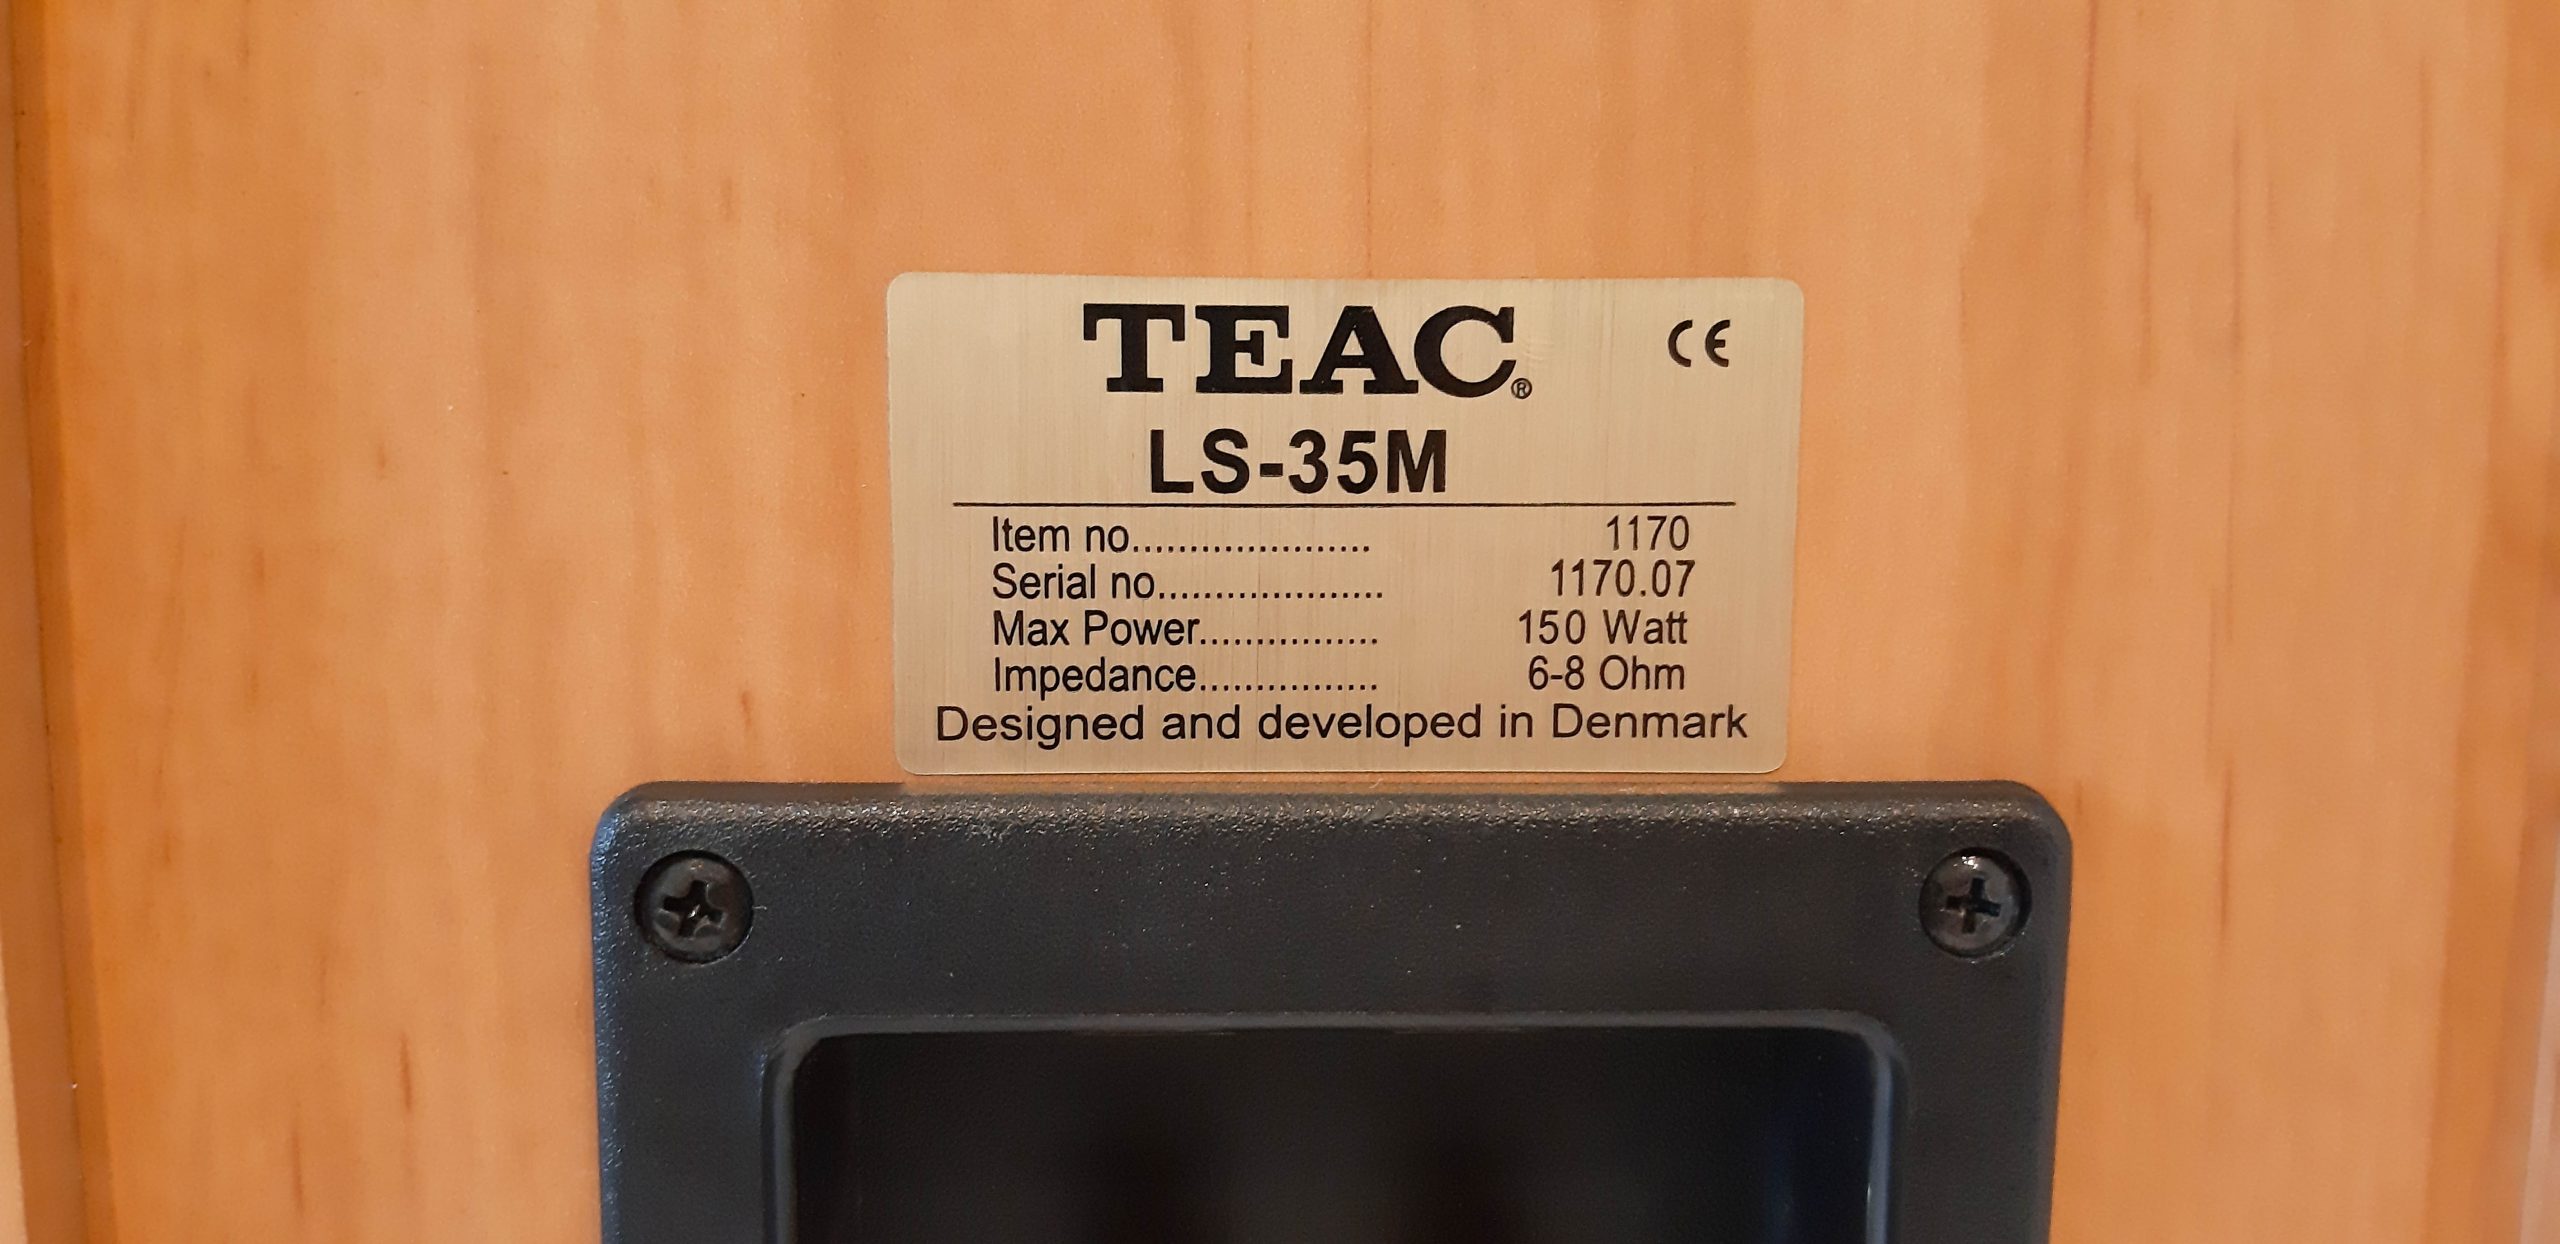 TEAC® CE
LS-35M
Item no..................... 1170
Serial no.................... 1170.07
Max Power................ 150 Watt
Impedance................ 6-8 Ohm
Designed and developed in Denmark